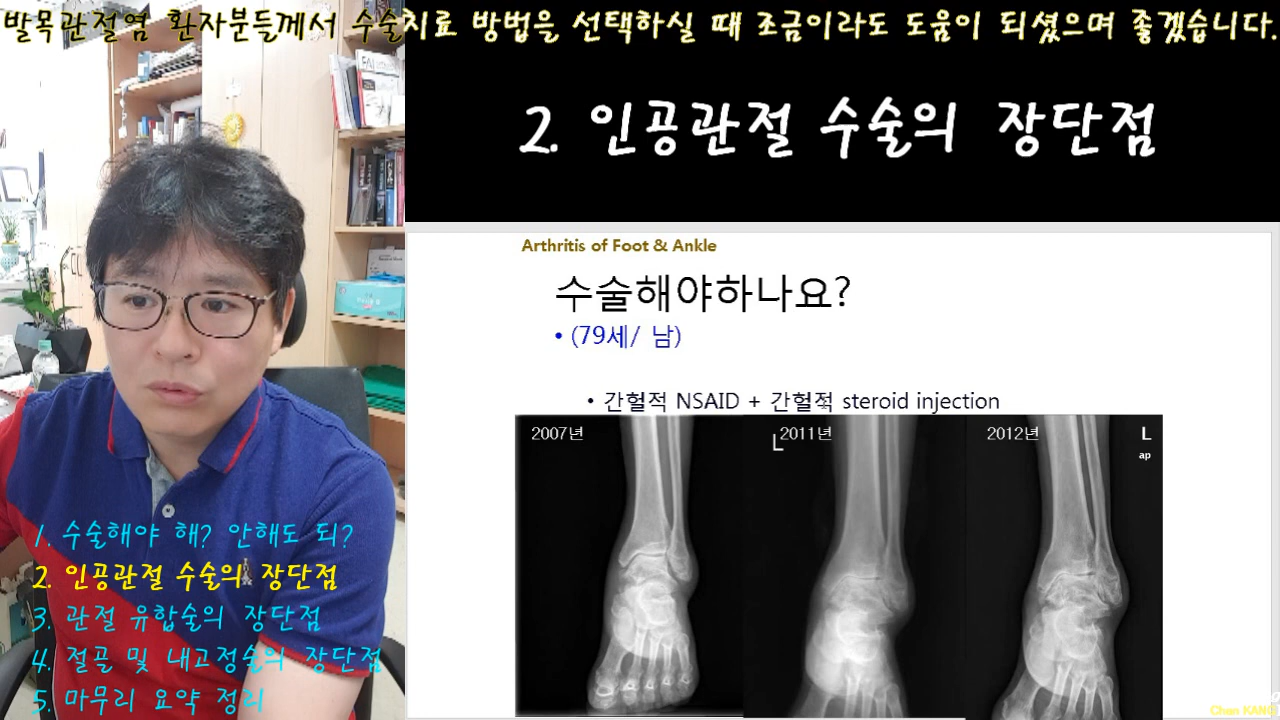 발목관절염 환자분들께서 수술치료 방법을 선택하실 때 조금이라도 도움이 되셨으며 좋겠습니다.
2. 인공관절 수술의 장단점
Arthritis of Foot & Ankle
수술해야하나요?
• (79세/ 남)
• 간헐적 NSAID + 간헐적 steroid injection
2007년
L 2011년
2012년
L
ap
1. 수술해야 해? 안해도 되?
2. 인공관절 수술의 장단점
3. 관절 유합술의 장단점
4. 절골 및 내고정술의 장단점
5. 마무리 요약 정리
Chan KANG